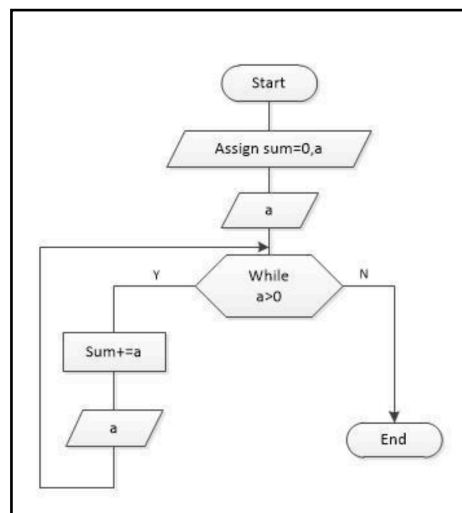 Start
Assign sum=0,a
a
While
a>0
Y
N
Sum+=a
a
End